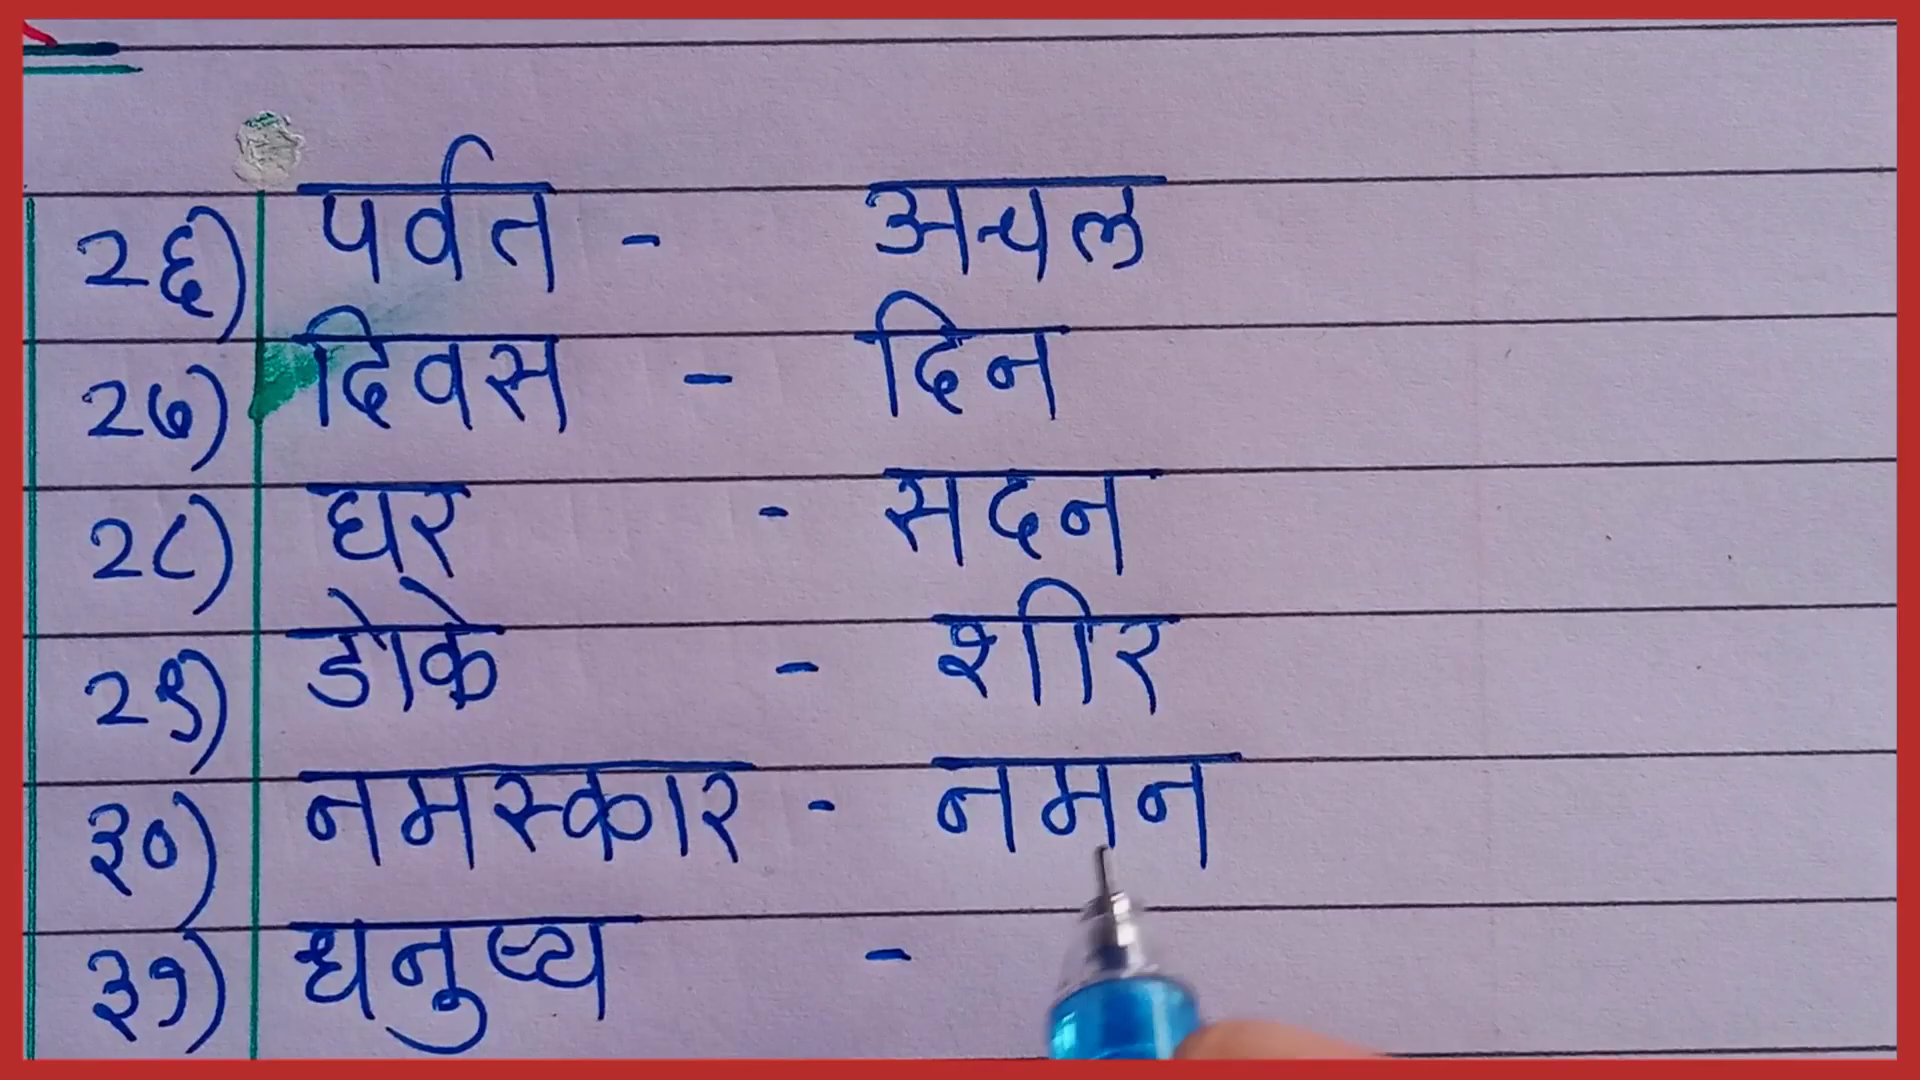 २६) पर्वत - अचल
२७) दिवस - दिन
२८) घर - सदन
२९) डोके - शीर
३०) नमस्कार - नमन
३१) धनुष्य -